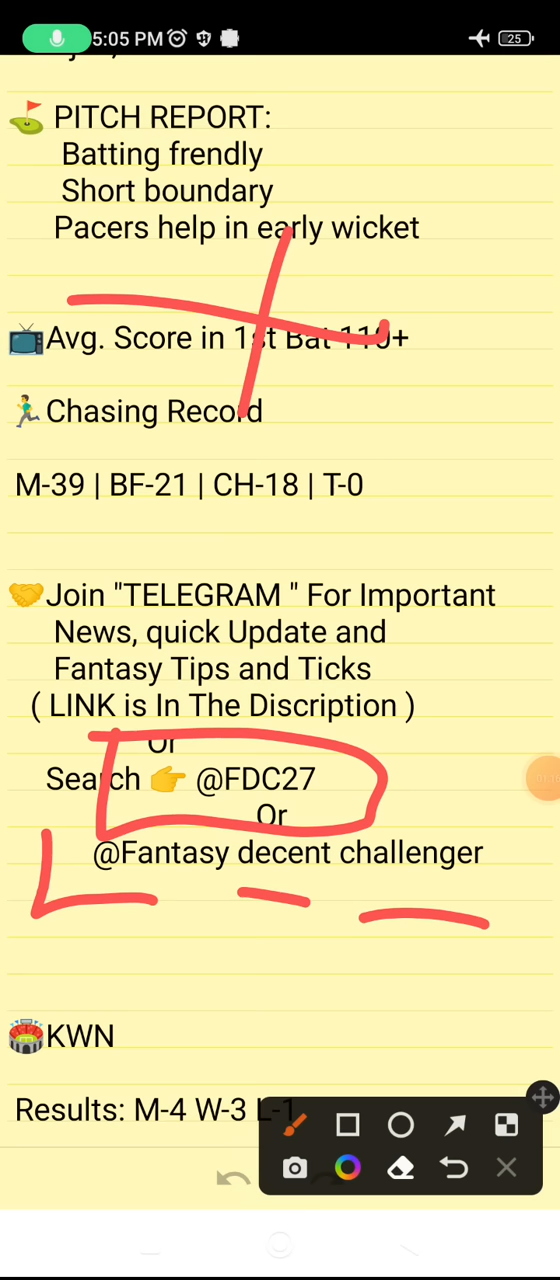 5:05 PM
25
PITCH REPORT:
Batting frendly
Short boundary
Pacers help in early wicket
Avg. Score in 1st Bat 110+
Chasing Record
M-39 | BF-21 | CH-18 | T-0
Join "TELEGRAM " For Important
News, quick Update and
Fantasy Tips and Ticks
( LINK is In The Discription )
Or
Search 👉 @FDC27
Or
@Fantasy decent challenger
KWN
Results: M-4 W-3 L-1